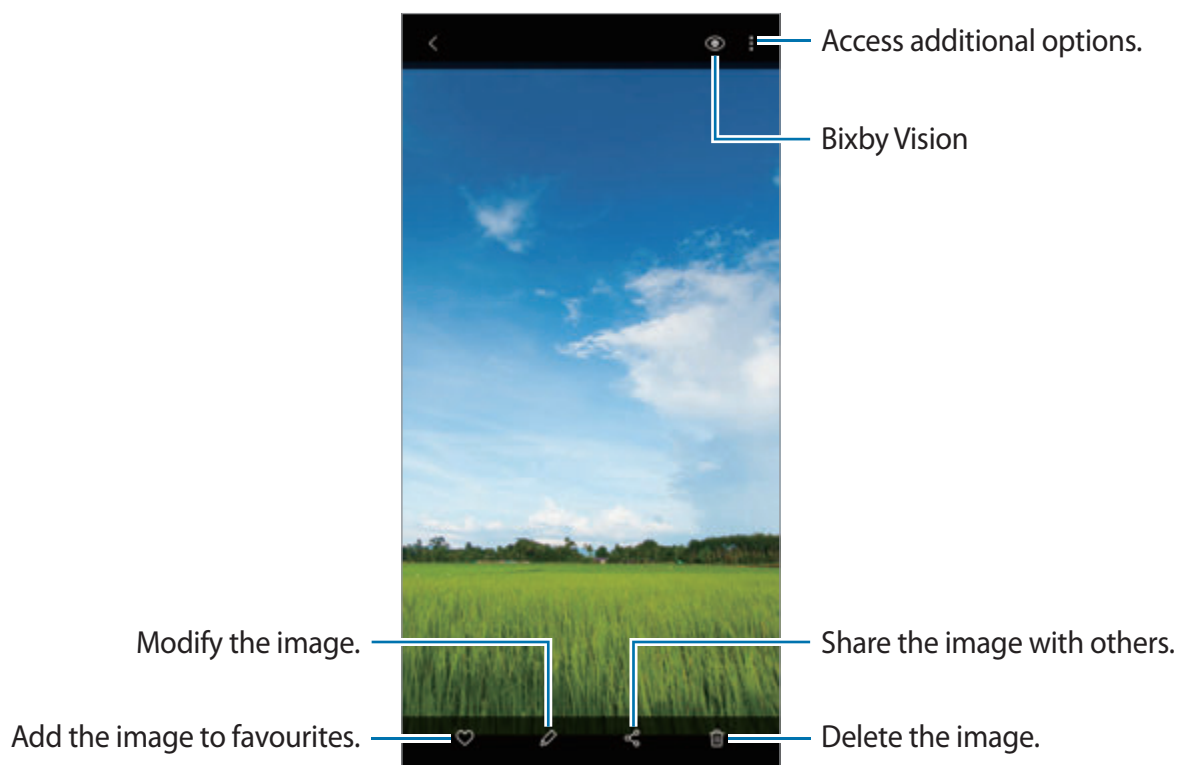 Access additional options.
Bixby Vision
Modify the image.
Share the image with others.
Add the image to favourites.
Delete the image.